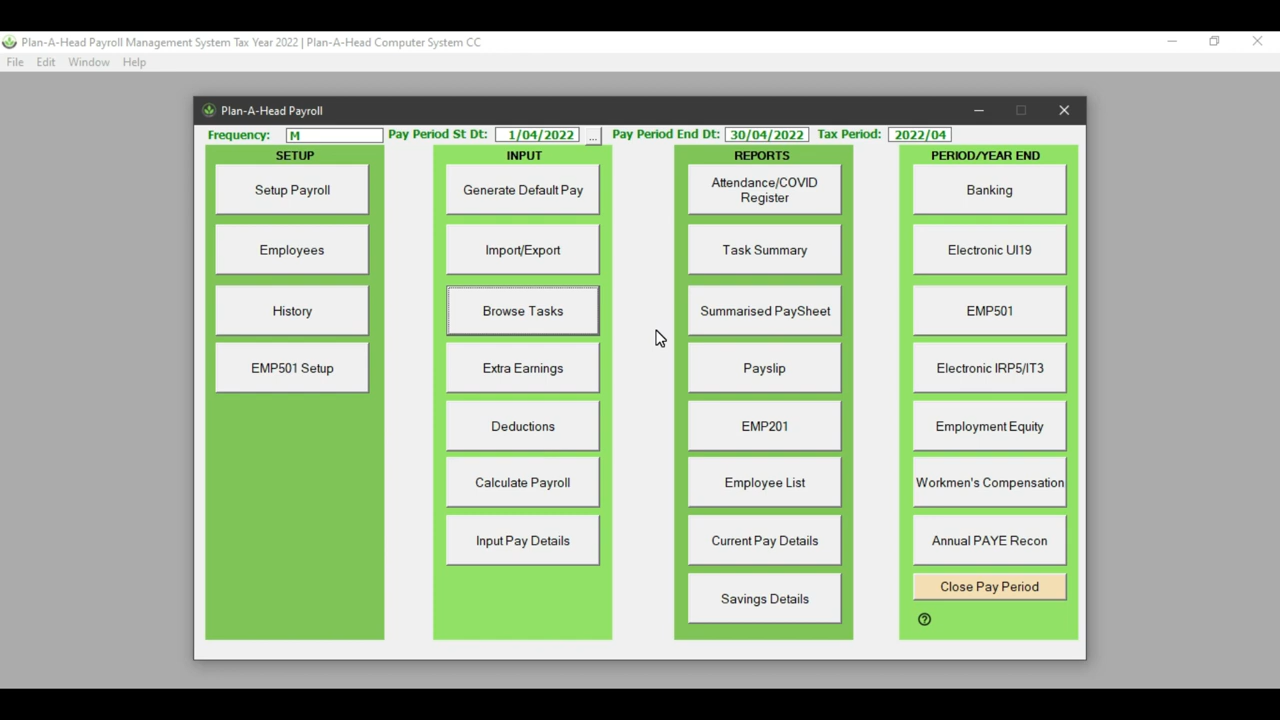 Plan-A-Head Payroll Management System Tax Year 2022 | Plan-A-Head Computer System CC
File Edit Window Help
Plan-A-Head Payroll
Frequency: M Pay Period St Dt: 1/04/2022 ... Pay Period End Dt: 30/04/2022 Tax Period: 2022/04
SETUP
Setup Payroll
Employees
History
EMP501 Setup
INPUT
Generate Default Pay
Import/Export
Browse Tasks
Extra Earnings
Deductions
Calculate Payroll
Input Pay Details
REPORTS
Attendance/COVID
Register
Task Summary
Summarised PaySheet
Payslip
EMP201
Employee List
Current Pay Details
Savings Details
PERIOD/YEAR END
Banking
Electronic UI19
EMP501
Electronic IRP5/IT3
Employment Equity
Workmen's Compensation
Annual PAYE Recon
Close Pay Period
?